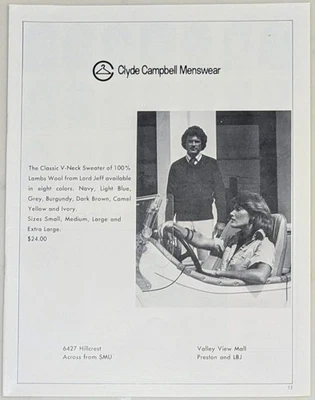 Clyde Campbell Menswear
The Classic V-Neck Sweater of 100%
Lambs Wool from Lord Jeff available
in eight colors. Navy, Light Blue,
Grey, Burgundy, Dark Brown, Camel
Yellow and Ivory.
Sizes Small, Medium, Large and
Extra Large.
$24.00
6427 Hillcrest
Across from SMU
Valley View Mall
Preston and LBJ